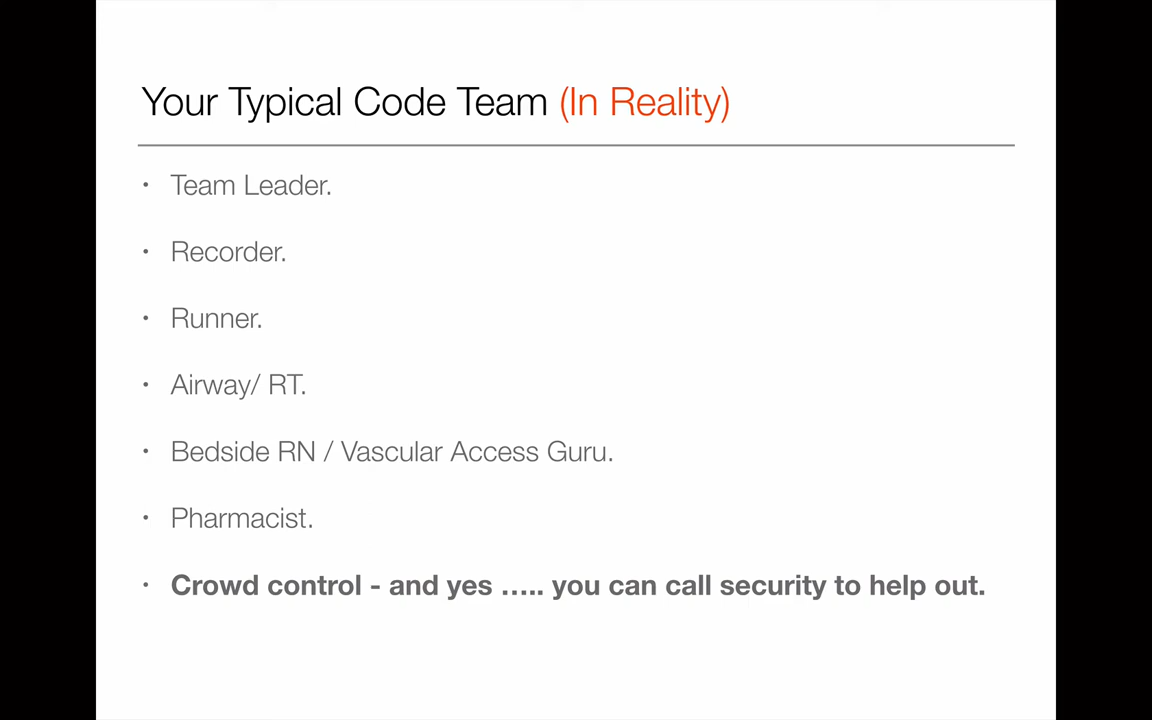 Your Typical Code Team (In Reality)
• Team Leader.
• Recorder.
• Runner.
• Airway/ RT.
• Bedside RN / Vascular Access Guru.
• Pharmacist.
• Crowd control - and yes ….. you can call security to help out.